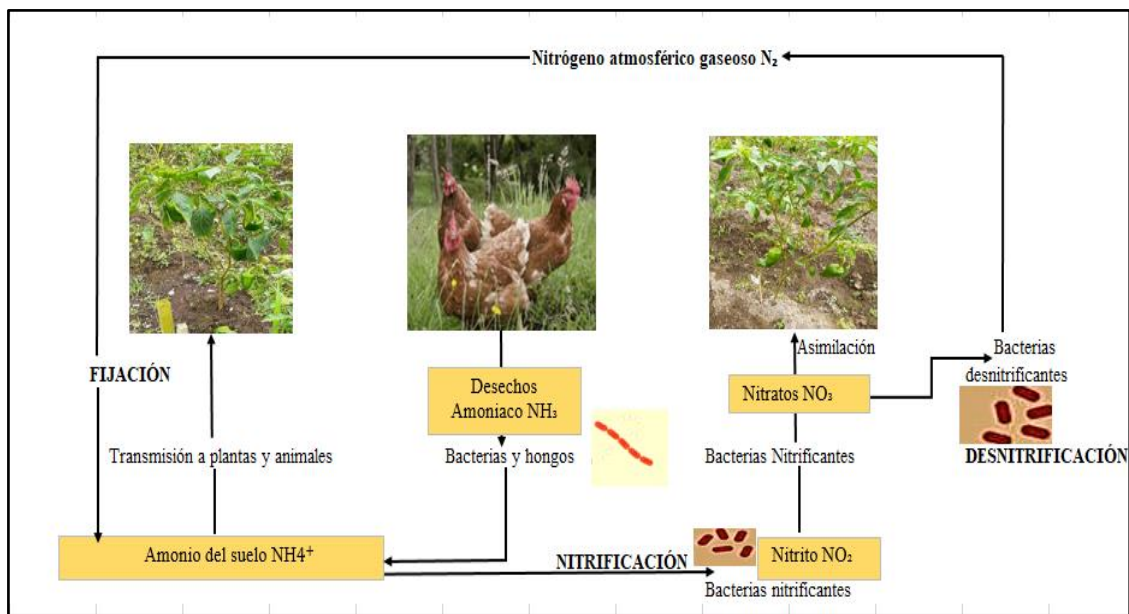 Nitrógeno atmosférico gaseoso N₂
FIJACIÓN
Transmisión a plantas y animales
Amonio del suelo NH4⁺
Desechos
Amoniaco NH₃
Bacterias y hongos
NITRIFICACIÓN
Bacterias nitrificantes
Nitrito NO₂
Bacterias Nitrificantes
Nitratos NO₃
Asimilación
Bacterias
desnitrificantes
DESNITRIFICACIÓN